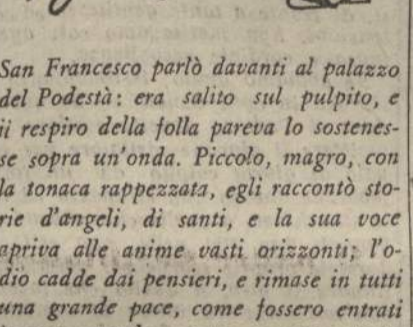 San Francesco parlò davanti al palazzo
del Podestà: era salito sul pulpito, e
ii respiro della folla pareva lo sostenes-
se sopra un'onda. Piccolo, magro, con
la tonaca rappezzata, egli raccontò sto-
rie d'angeli, di santi, e la sua voce
apriva alle anime vasti orizzonti; l'o-
dio cadde dai pensieri, e rimase in tutti
una grande pace, come fossero entrati